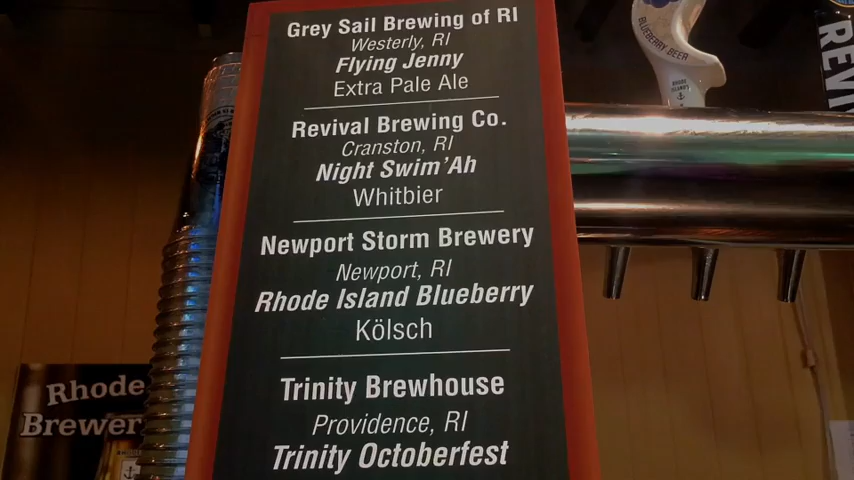 Grey Sail Brewing of RI
Westerly, RI
Flying Jenny
Extra Pale Ale
Revival Brewing Co.
Cranston, RI
Night Swim'Ah
Whitbier
Newport Storm Brewery
Newport, RI
Rhode Island Blueberry
Kölsch
Trinity Brewhouse
Providence, RI
Trinity Octoberfest
BLUEBERRY BEER
RHODE
ISLAND'S
REVI
Rhode
Brewer